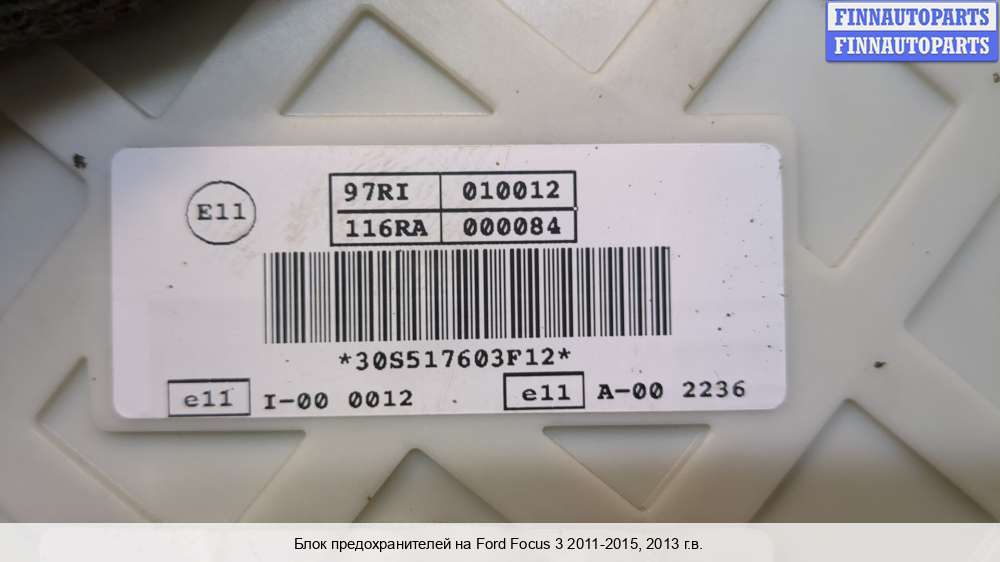 FINNAUTOPARTS
FINNAUTOPARTS
E11
97RI 010012
116RA 000084
*30S517603F12*
e11 I-00 0012 e11 A-00 2236
Блок предохранителей на Ford Focus 3 2011-2015, 2013 г.в.